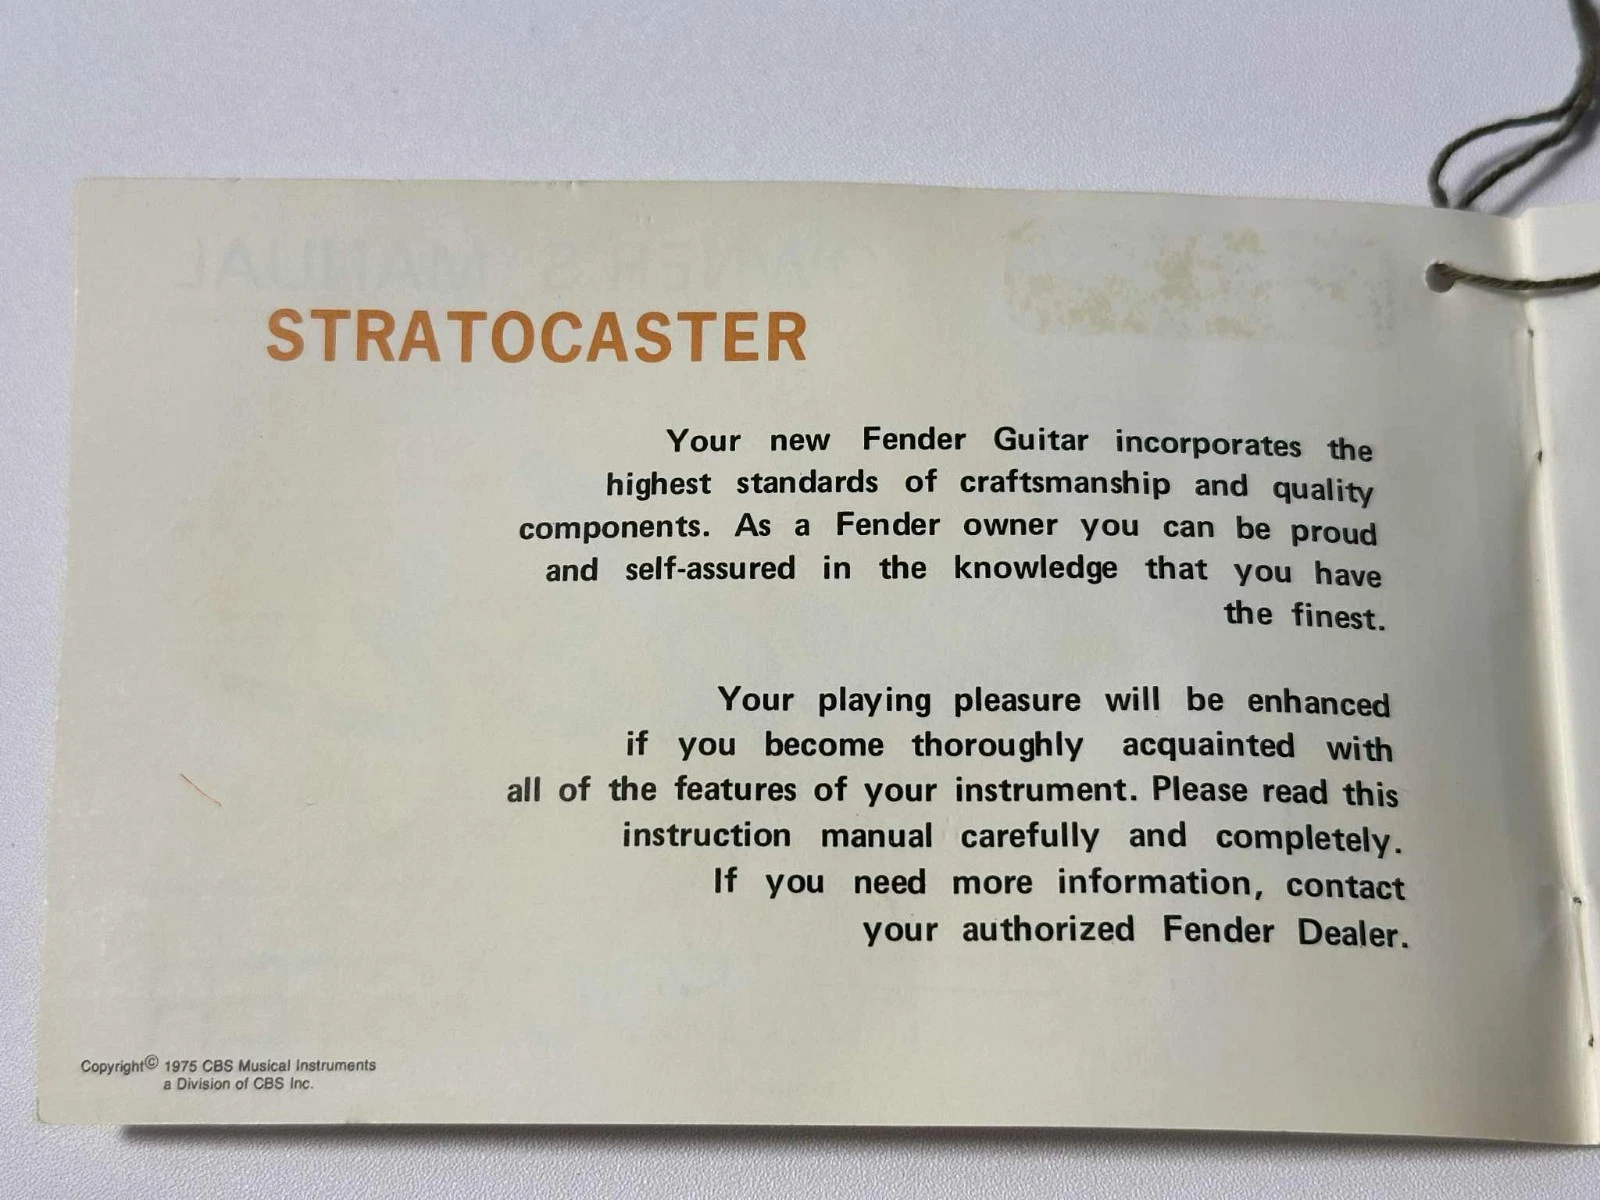 STRATOCASTER
Your new Fender Guitar incorporates the
highest standards of craftsmanship and quality
components. As a Fender owner you can be proud
and self-assured in the knowledge that you have
the finest.
Your playing pleasure will be enhanced
if you become thoroughly acquainted with
all of the features of your instrument. Please read this
instruction manual carefully and completely.
If you need more information, contact
your authorized Fender Dealer.
Copyright© 1975 CBS Musical Instruments
a Division of CBS Inc.